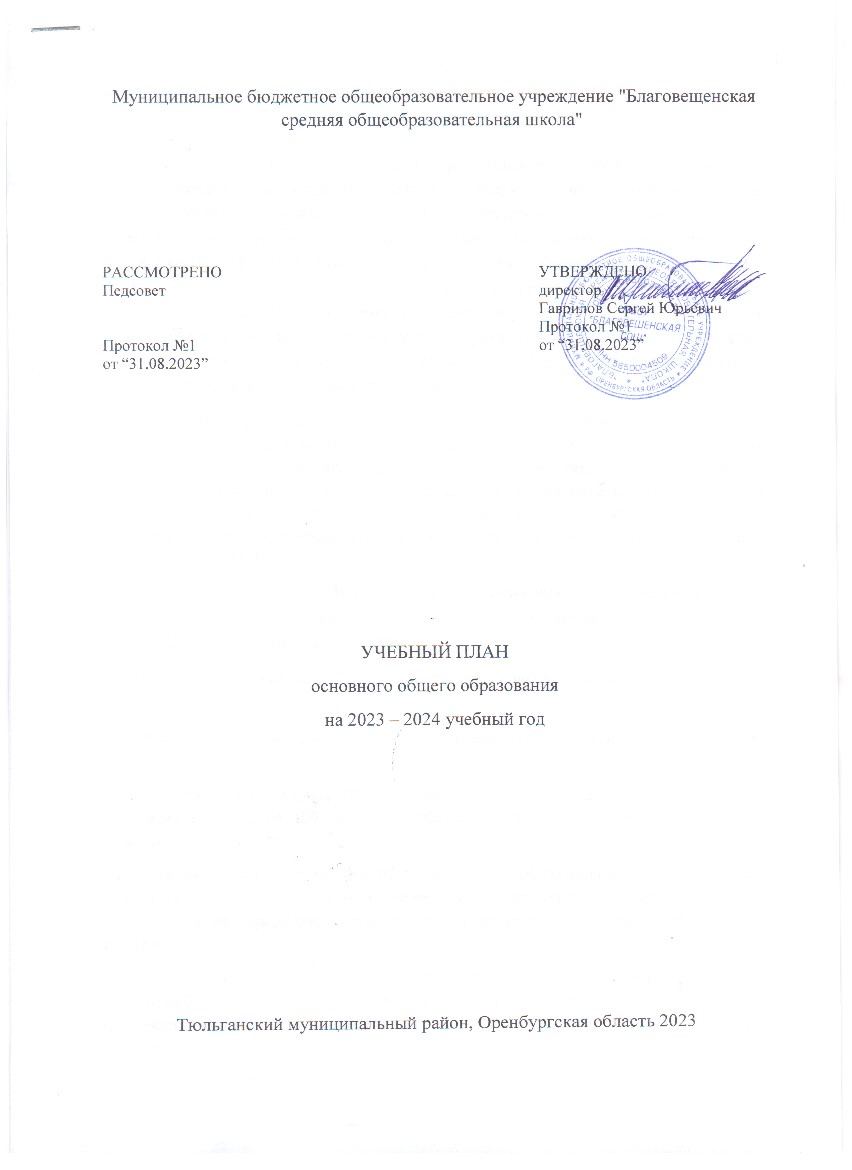 Муниципальное бюджетное общеобразовательное учреждение "Благовещенская
средняя общеобразовательная школа"
РАССМОТРЕНО
Педсовет
Протокол №1
от “31.08.2023”
УТВЕРЖДЕНО
директор
Гаврилов Сергей Юрьевич
Протокол №1
от “31.08.2023”
"БЛАГОВЕЩЕНСКАЯ
СОШ"
УЧЕБНЫЙ ПЛАН
основного общего образования
на 2023 – 2024 учебный год
Тюльганский муниципальный район, Оренбургская область 2023